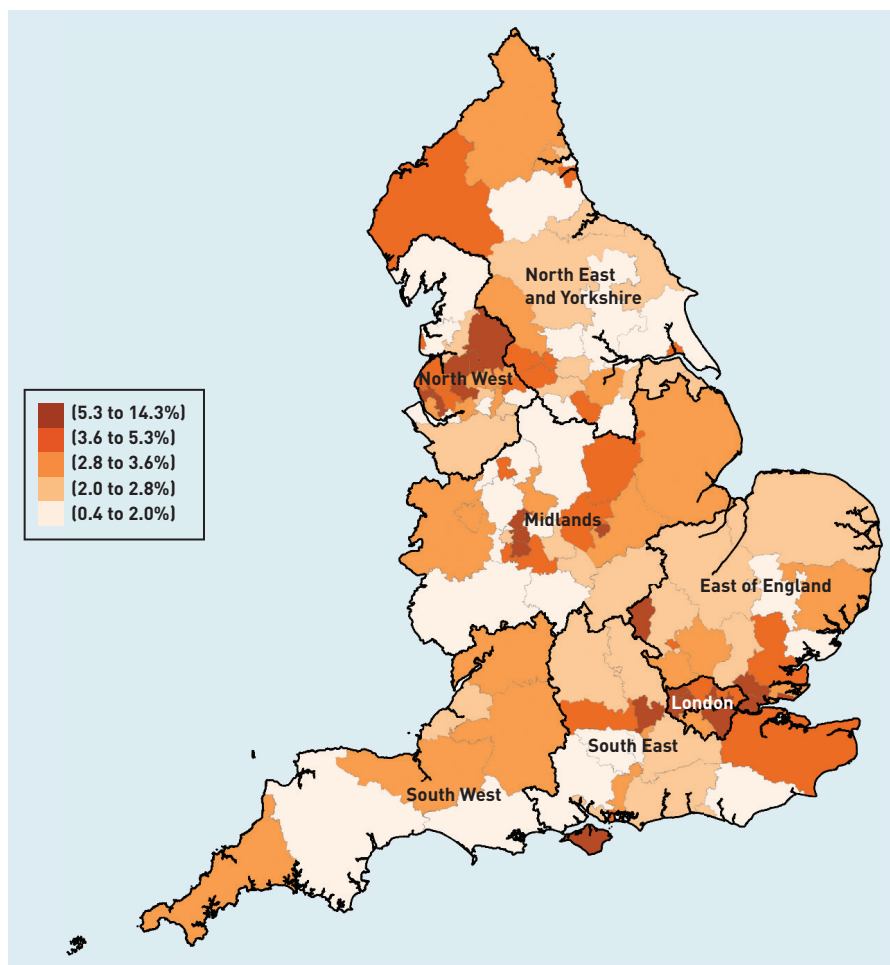 North East
and Yorkshire
North West
(5.3 to 14.3%)
(3.6 to 5.3%)
(2.8 to 3.6%)
(2.0 to 2.8%)
(0.4 to 2.0%)
Midlands
East of England
London
South East
South West